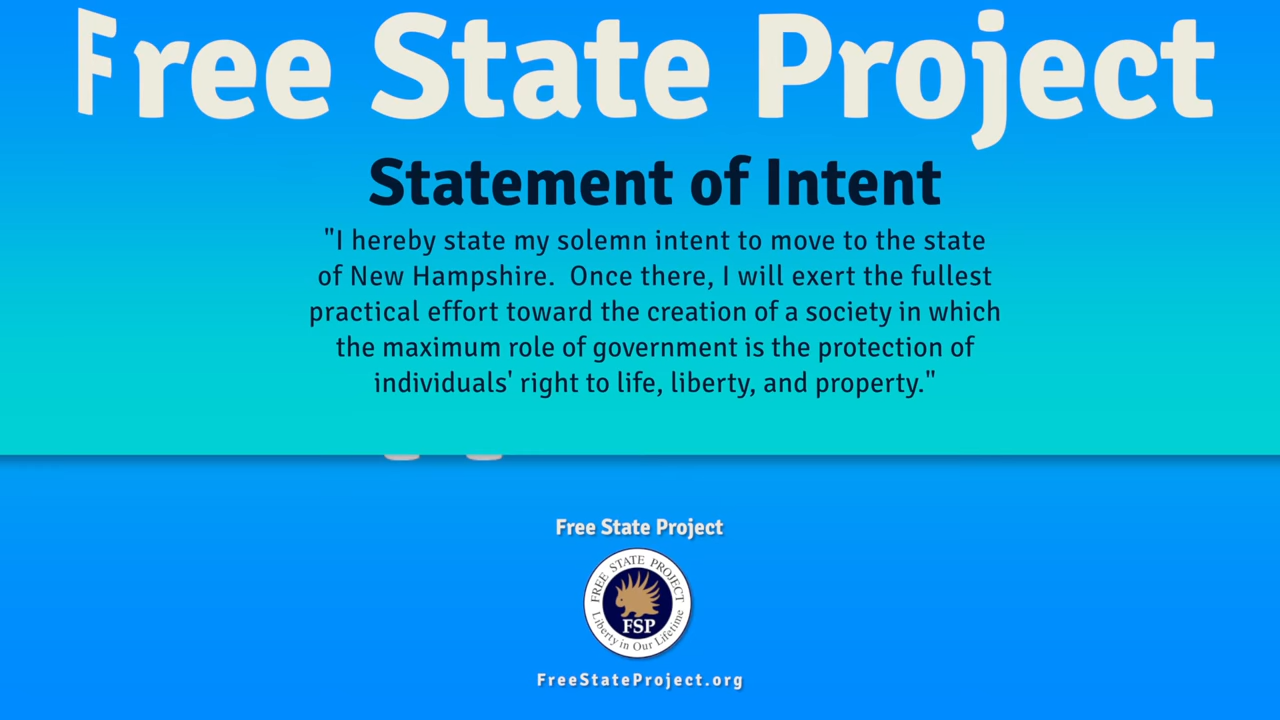 Free State Project
Statement of Intent
"I hereby state my solemn intent to move to the state
of New Hampshire.  Once there, I will exert the fullest
practical effort toward the creation of a society in which
the maximum role of government is the protection of
individuals' right to life, liberty, and property."
Free State Project
FREE STATE PROJECT
FSP
Liberty in Our Lifetime
FreeStateProject.org